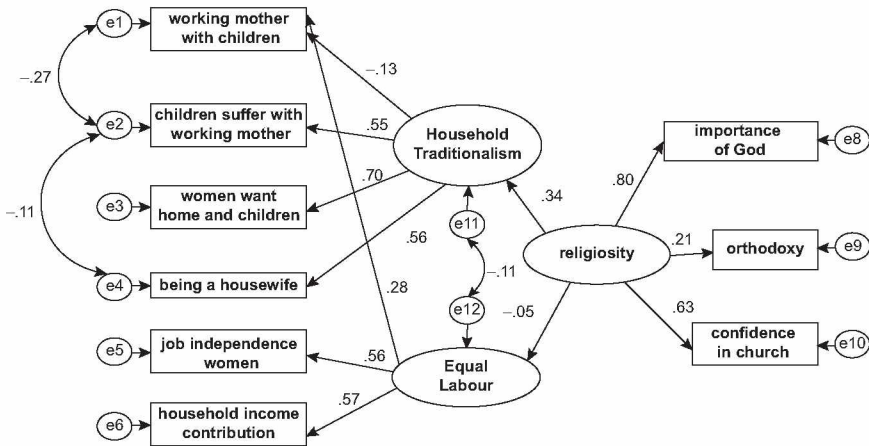 e1
working mother
with children
−.27
−.13
e2
children suffer with
working mother
.55
Household
Traditionalism
importance
of God
e8
.70
.80
e3
women want
home and children
.34
−.11
e11
.56
religiosity
.21
orthodoxy
e9
−.11
e4
being a housewife
.28
e12
−.05
.63
e5
job independence
women
.56
Equal
Labour
confidence
in church
e10
.57
e6
household income
contribution